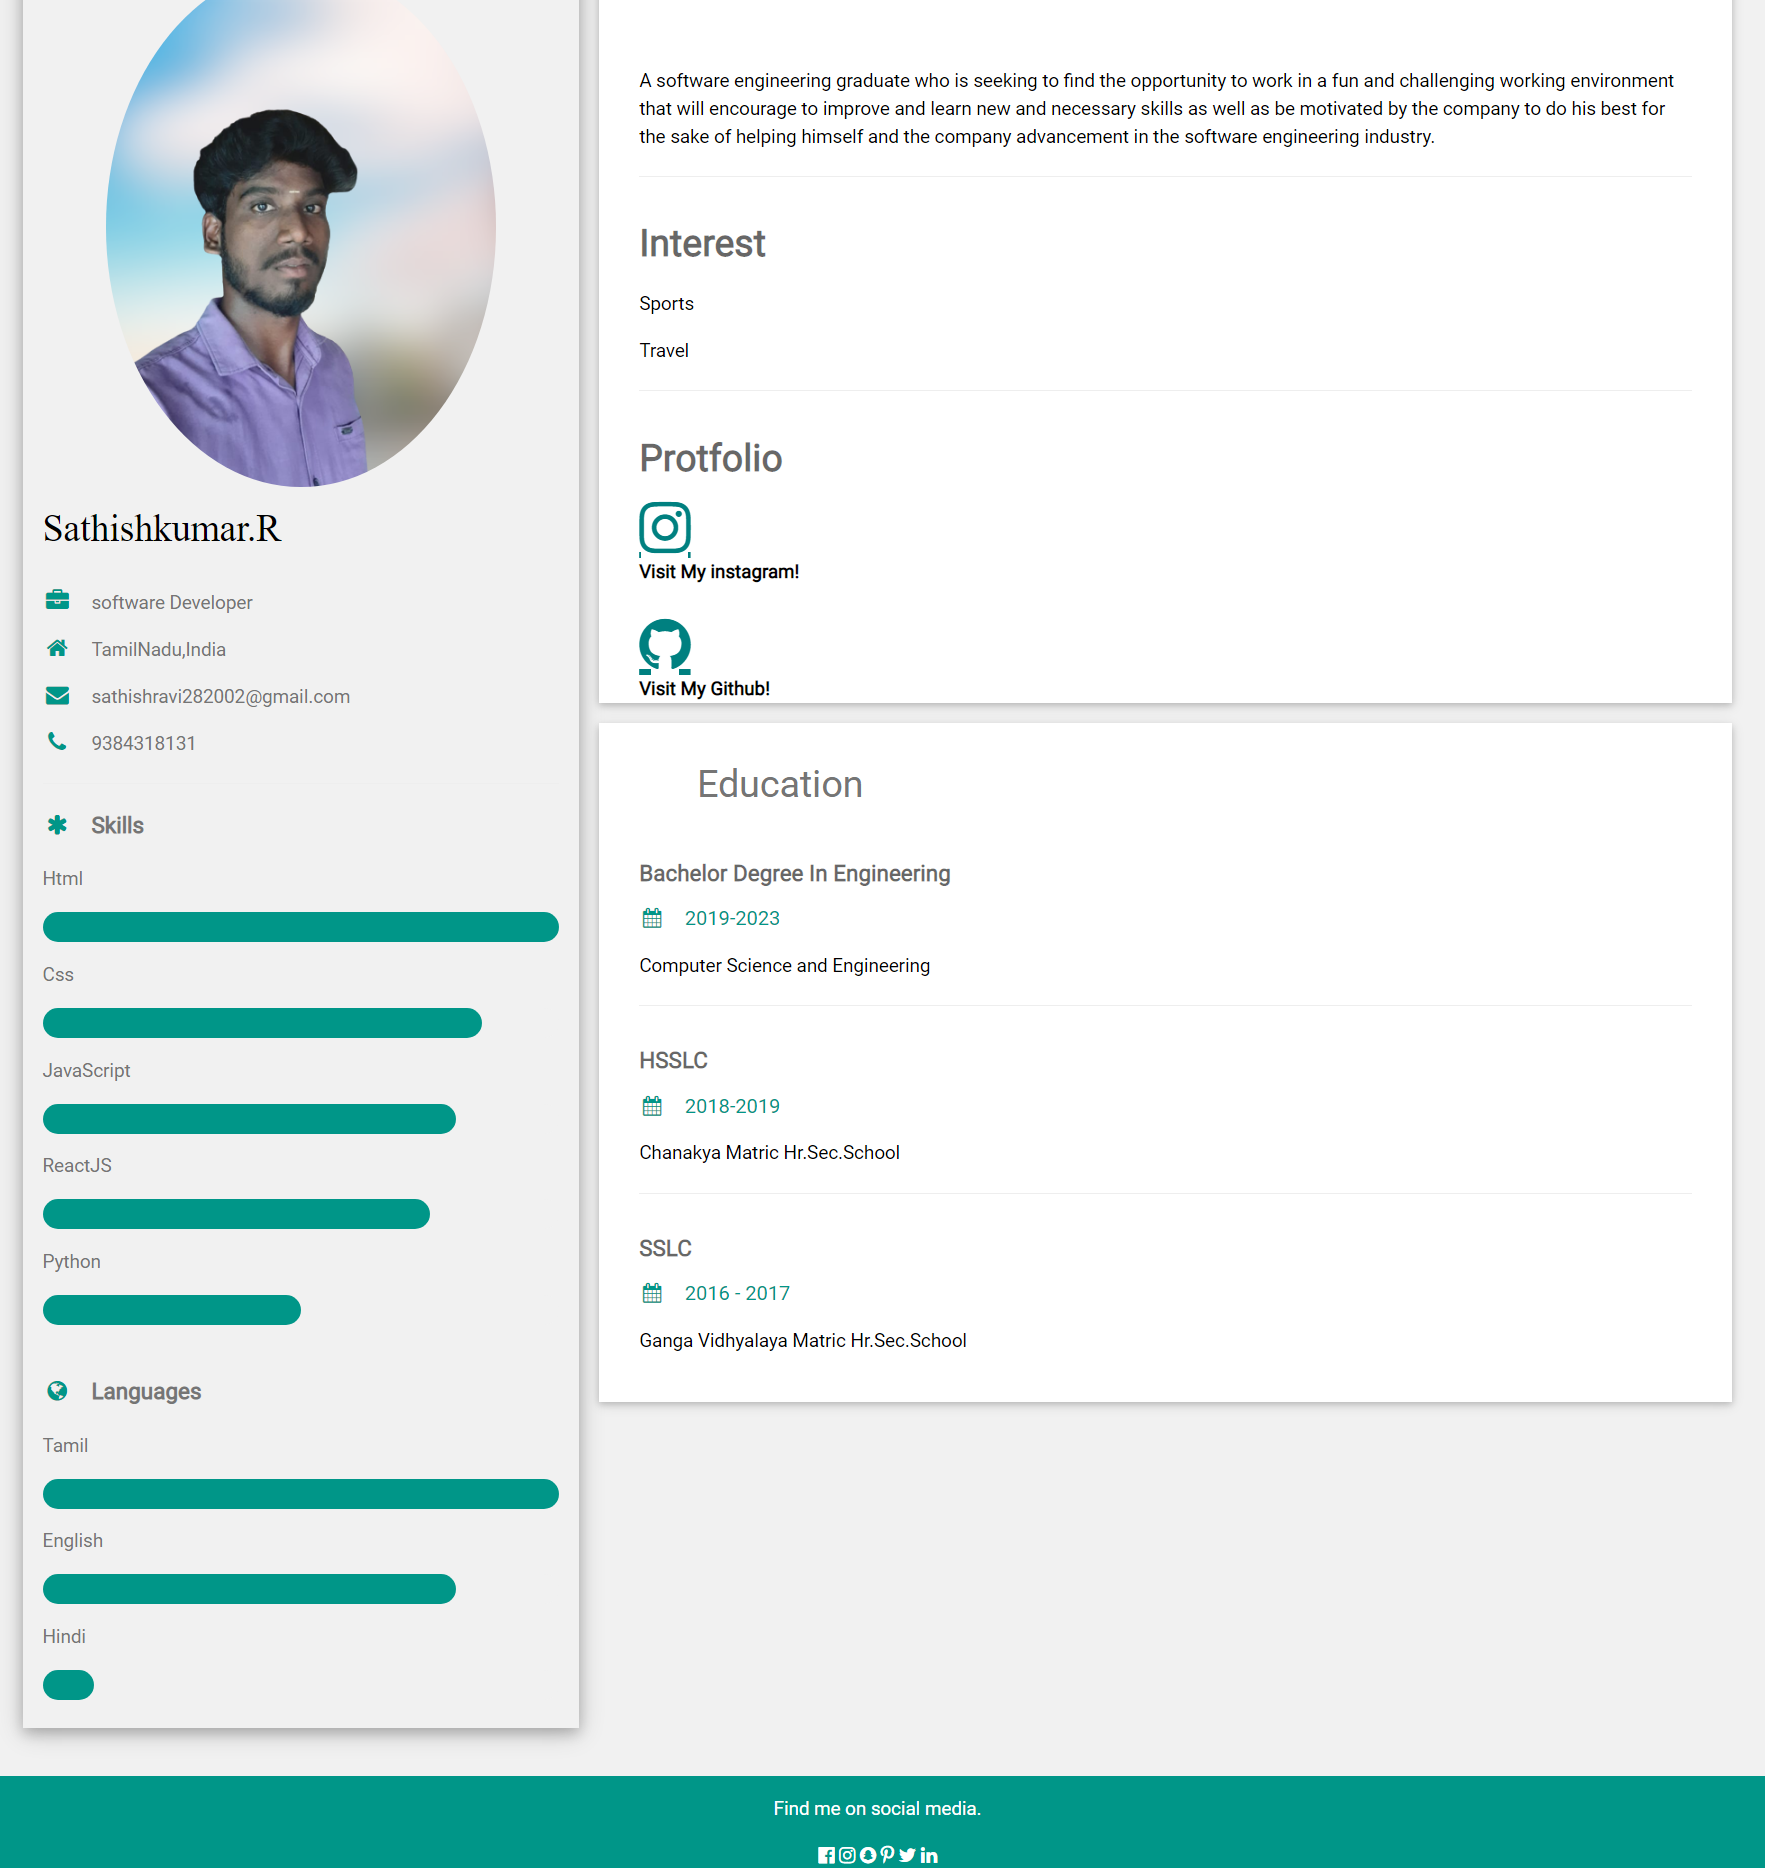 Sathishkumar.R
software Developer
TamilNadu,India
sathishravi282002@gmail.com
9384318131
Skills
Html
Css
JavaScript
ReactJS
Python
Languages
Tamil
English
Hindi
A software engineering graduate who is seeking to find the opportunity to work in a fun and challenging working environment
that will encourage to improve and learn new and necessary skills as well as be motivated by the company to do his best for
the sake of helping himself and the company advancement in the software engineering industry.
Interest
Sports
Travel
Protfolio
Visit My instagram!
Visit My Github!
Education
Bachelor Degree In Engineering
2019-2023
Computer Science and Engineering
HSSLC
2018-2019
Chanakya Matric Hr.Sec.School
SSLC
2016 - 2017
Ganga Vidhyalaya Matric Hr.Sec.School
Find me on social media.